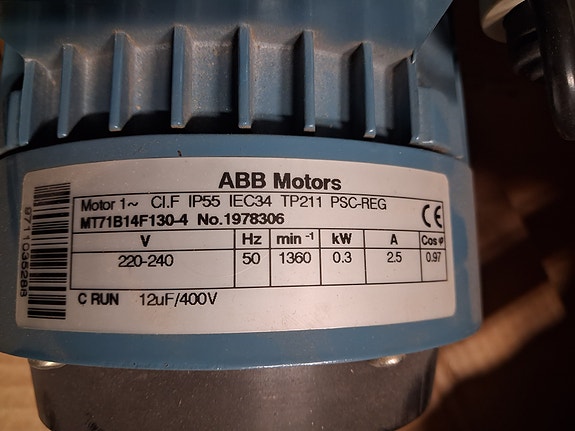 ABB Motors
Motor 1~ Cl.F IP55 IEC34 TP211 PSC-REG
MT71B14F130-4 No.1978306
CE
V Hz min⁻¹ kW A Cos φ
220-240 50 1360 0.3 2.5 0.97
C RUN 12uF/400V